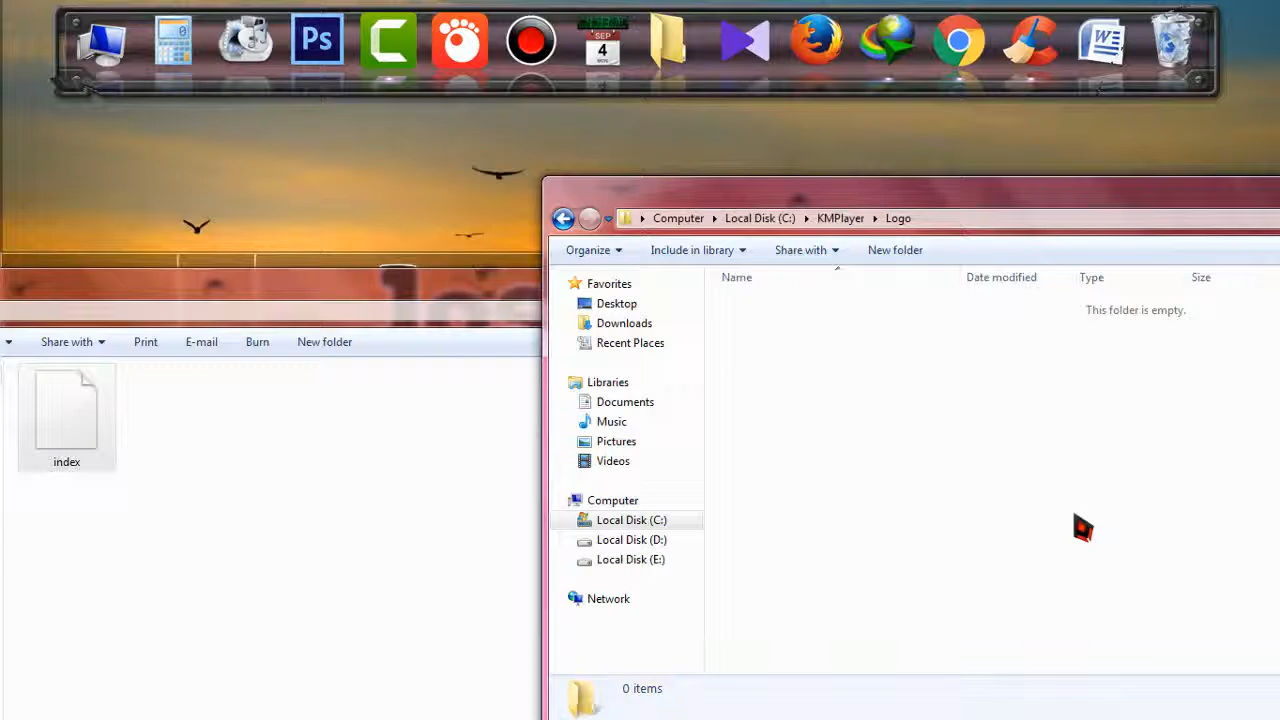 Ps
SEP
4
W
Computer
Local Disk (C:)
KMPlayer
Logo
Organize
Include in library
Share with
New folder
Name
Date modified
Type
Size
This folder is empty.
Favorites
Desktop
Downloads
Recent Places
Libraries
Documents
Music
Pictures
Videos
Computer
Local Disk (C:)
Local Disk (D:)
Local Disk (E:)
Network
0 items
Share with
Print
E-mail
Burn
New folder
index